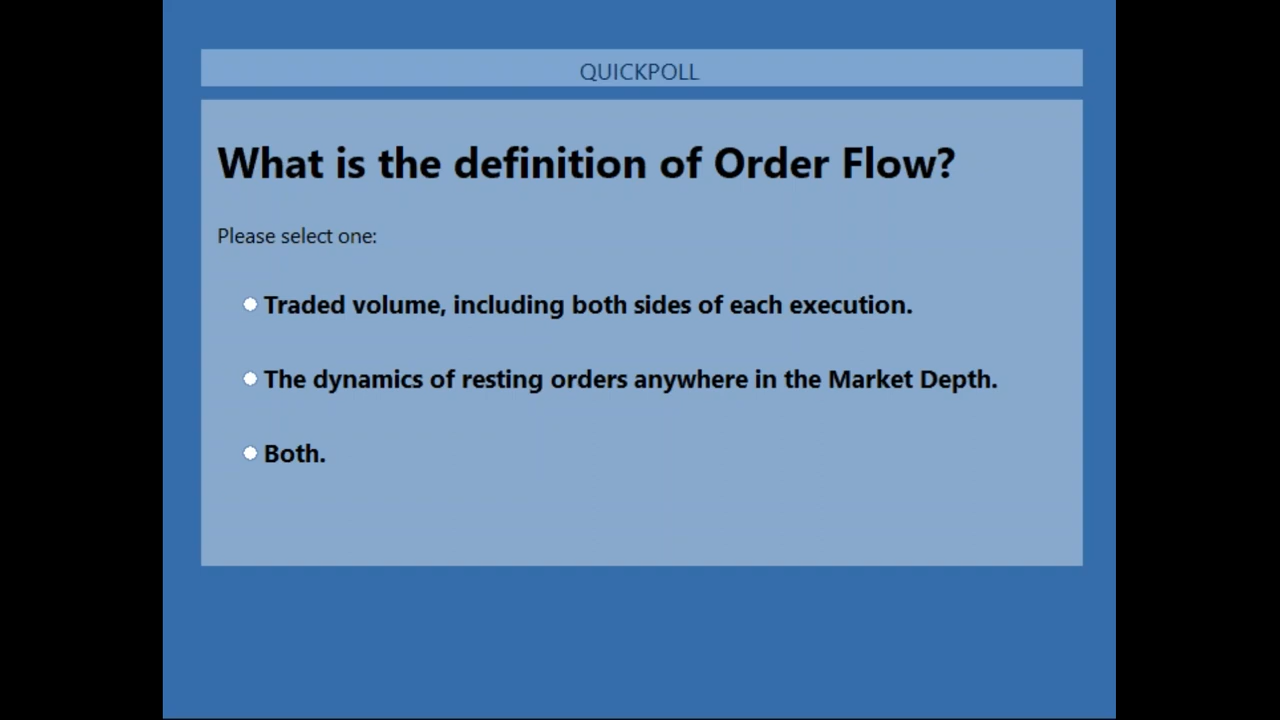 QUICKPOLL
What is the definition of Order Flow?
Please select one:
Traded volume, including both sides of each execution.
The dynamics of resting orders anywhere in the Market Depth.
Both.